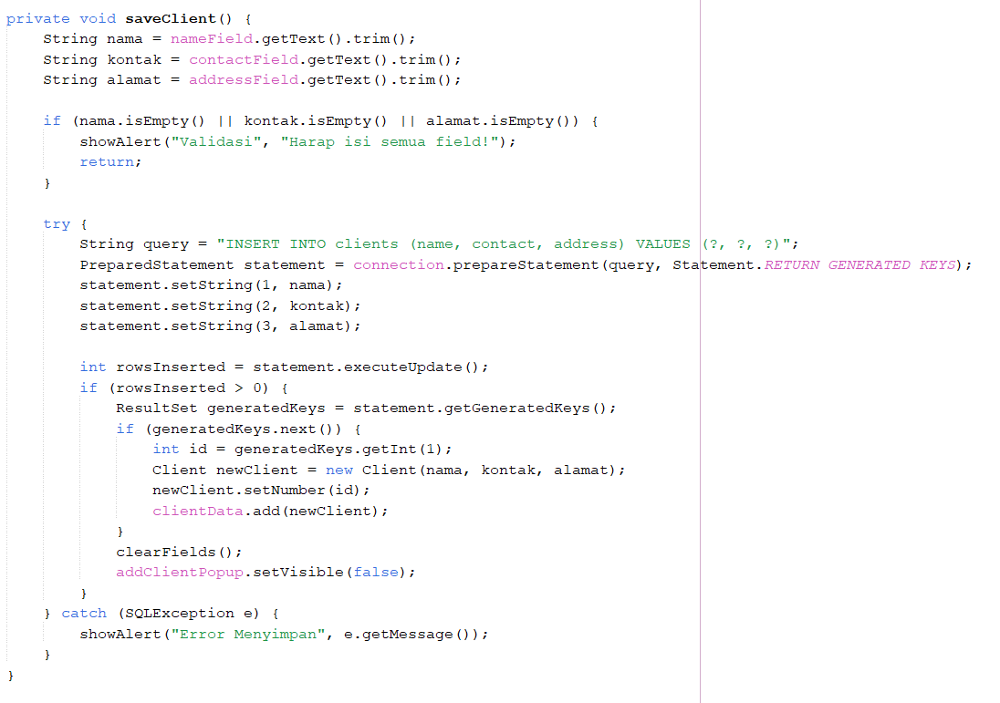 private void saveClient() {
    String nama = nameField.getText().trim();
    String kontak = contactField.getText().trim();
    String alamat = addressField.getText().trim();

    if (nama.isEmpty() || kontak.isEmpty() || alamat.isEmpty()) {
        showAlert("Validasi", "Harap isi semua field!");
        return;
    }

    try {
        String query = "INSERT INTO clients (name, contact, address) VALUES (?, ?, ?)";
        PreparedStatement statement = connection.prepareStatement(query, Statement.RETURN_GENERATED_KEYS);
        statement.setString(1, nama);
        statement.setString(2, kontak);
        statement.setString(3, alamat);

        int rowsInserted = statement.executeUpdate();
        if (rowsInserted > 0) {
            ResultSet generatedKeys = statement.getGeneratedKeys();
            if (generatedKeys.next()) {
                int id = generatedKeys.getInt(1);
                Client newClient = new Client(nama, kontak, alamat);
                newClient.setNumber(id);
                clientData.add(newClient);
            }
            clearFields();
            addClientPopup.setVisible(false);
        }
    } catch (SQLException e) {
        showAlert("Error Menyimpan", e.getMessage());
    }
}